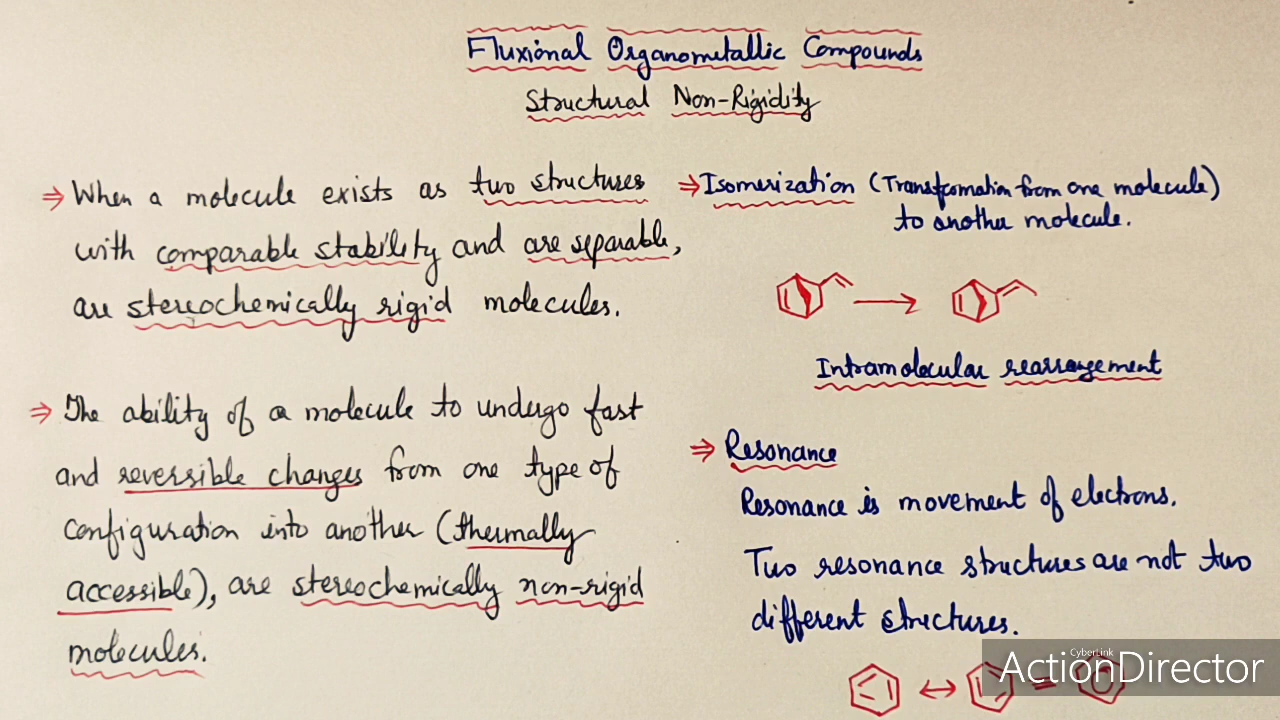 Fluxional Organometallic Compounds
Structural Non-Rigidity
⇒ When a molecule exists as two structures
with comparable stability and are separable,
are stereochemically rigid molecules.
⇒ The ability of a molecule to undergo fast
and reversible changes from one type of
configuration into another (thermally
accessible), are stereochemically non-rigid
molecules.
⇒ Isomerization (Transformation from one molecule)
to another molecule.
Intramolecular rearrangement
⇒ Resonance
Resonance is movement of electrons.
Two resonance structures are not two
different structures.
CyberLink
ActionDirector